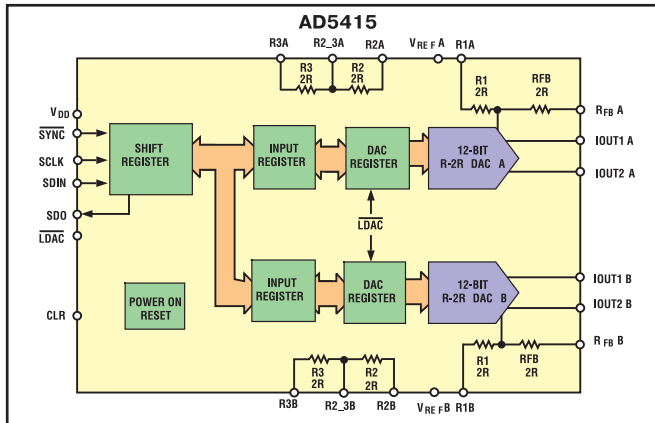 AD5415
R3A R2_3A R2A VREF A R1A
R3
2R
R2
2R
R1
2R
RFB
2R
VDD
SYNC
SCLK
SDIN
SDO
LDAC
CLR
SHIFT
REGISTER
INPUT
REGISTER
DAC
REGISTER
12-BIT
R-2R DAC A
RFB A
IOUT1 A
IOUT2 A
LDAC
POWER ON
RESET
INPUT
REGISTER
DAC
REGISTER
12-BIT
R-2R DAC B
IOUT1 B
IOUT2 B
RFB B
R3
2R
R2
2R
R1
2R
RFB
2R
R3B R2_3B R2B VREF B R1B